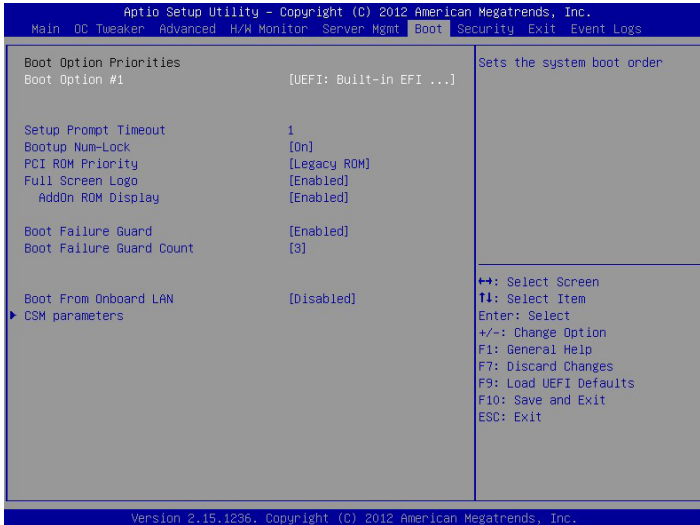 Aptio Setup Utility – Copyright (C) 2012 American Megatrends, Inc.
Main OC Tweaker Advanced H/W Monitor Server Mgmt Boot Security Exit Event Logs
Boot Option Priorities
Boot Option #1 [UEFI: Built-in EFI ...]
Setup Prompt Timeout 1
Bootup Num-Lock [On]
PCI ROM Priority [Legacy ROM]
Full Screen Logo [Enabled]
AddOn ROM Display [Enabled]
Boot Failure Guard [Enabled]
Boot Failure Guard Count [3]
Boot From Onboard LAN [Disabled]
▶ CSM parameters
Sets the system boot order
↔: Select Screen
↑↓: Select Item
Enter: Select
+/-: Change Option
F1: General Help
F7: Discard Changes
F9: Load UEFI Defaults
F10: Save and Exit
ESC: Exit
Version 2.15.1236. Copyright (C) 2012 American Megatrends, Inc.